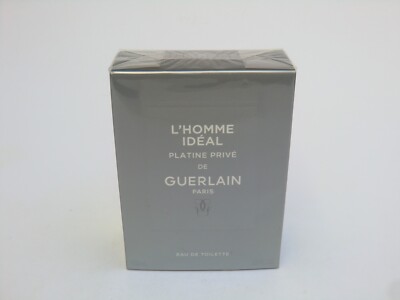 L'HOMME
IDÉAL
PLATINE PRIVÉ
DE
GUERLAIN
PARIS
EAU DE TOILETTE